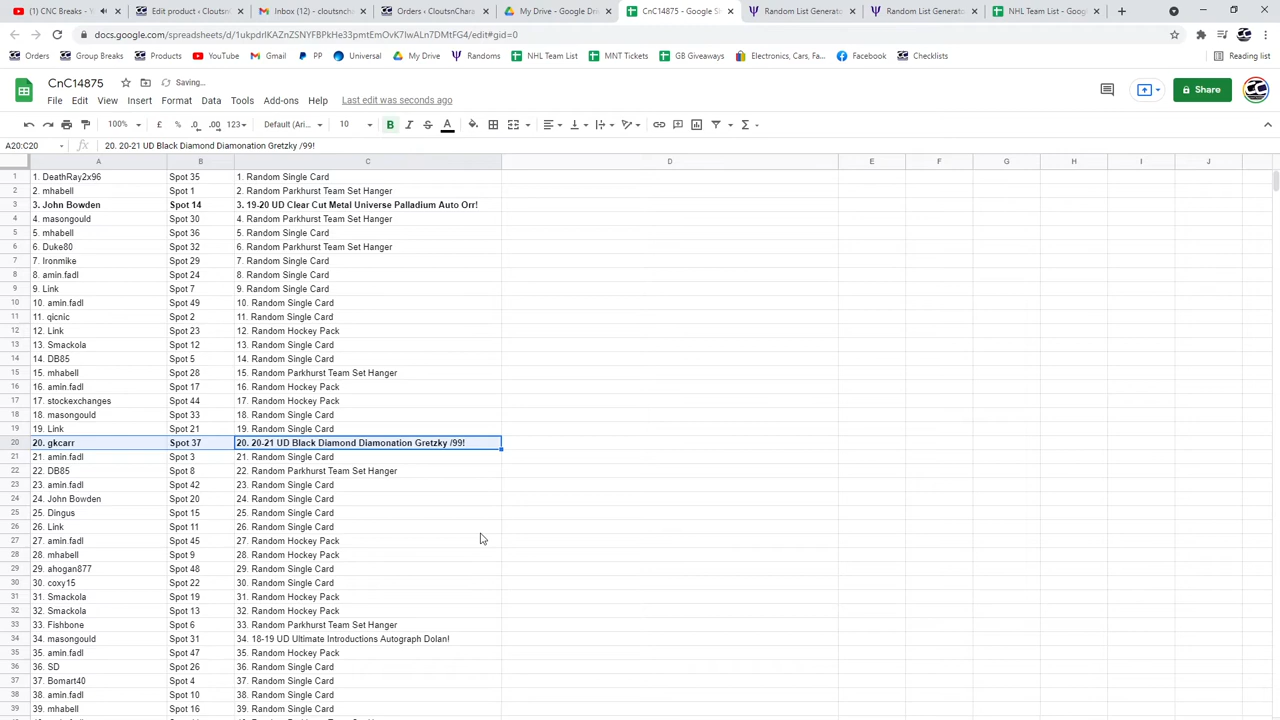 (1) CNC Breaks - Y
Edit product ‹ CloutsnC
Inbox (12) - cloutsnch
Orders ‹ CloutsnChara
My Drive - Google Dri
CnC14875 - Google Sh
Random List Generato
Random List Generato
NHL Team List - Goog
docs.google.com/spreadsheets/d/1ukpdrIKAZnZSNYFBPkHe33pmtEmOvK7IwALn7DMtFG4/edit#gid=0
Orders
Group Breaks
Products
YouTube
Gmail
PP
Universal
My Drive
Randoms
NHL Team List
MNT Tickets
GB Giveaways
Electronics, Cars, Fa...
Facebook
Checklists
Reading list
CnC14875
Saving...
File Edit View Insert Format Data Tools Add-ons Help Last edit was seconds ago
Share
100% £ % .0 .00 123 Default (Ari... 10 B I S A
A20:C20 fx 20. 20-21 UD Black Diamond Diamonation Gretzky /99!
A B C D E F G H I J
1 1. DeathRay2x96 Spot 35 1. Random Single Card
2 2. mhabell Spot 1 2. Random Parkhurst Team Set Hanger
3 3. John Bowden Spot 14 3. 19-20 UD Clear Cut Metal Universe Palladium Auto Orr!
4 4. masongould Spot 30 4. Random Parkhurst Team Set Hanger
5 5. mhabell Spot 36 5. Random Single Card
6 6. Duke80 Spot 32 6. Random Parkhurst Team Set Hanger
7 7. Ironmike Spot 29 7. Random Single Card
8 8. amin.fadl Spot 24 8. Random Single Card
9 9. Link Spot 7 9. Random Single Card
10 10. amin.fadl Spot 49 10. Random Single Card
11 11. qicnic Spot 2 11. Random Single Card
12 12. Link Spot 23 12. Random Hockey Pack
13 13. Smackola Spot 12 13. Random Single Card
14 14. DB85 Spot 5 14. Random Single Card
15 15. mhabell Spot 28 15. Random Parkhurst Team Set Hanger
16 16. amin.fadl Spot 17 16. Random Hockey Pack
17 17. stockexchanges Spot 44 17. Random Hockey Pack
18 18. masongould Spot 33 18. Random Single Card
19 19. Link Spot 21 19. Random Single Card
20 20. gkcarr Spot 37 20. 20-21 UD Black Diamond Diamonation Gretzky /99!
21 21. amin.fadl Spot 3 21. Random Single Card
22 22. DB85 Spot 8 22. Random Parkhurst Team Set Hanger
23 23. amin.fadl Spot 42 23. Random Single Card
24 24. John Bowden Spot 20 24. Random Single Card
25 25. Dingus Spot 15 25. Random Single Card
26 26. Link Spot 11 26. Random Single Card
27 27. amin.fadl Spot 45 27. Random Hockey Pack
28 28. mhabell Spot 9 28. Random Hockey Pack
29 29. ahogan877 Spot 48 29. Random Single Card
30 30. coxy15 Spot 22 30. Random Single Card
31 31. Smackola Spot 19 31. Random Hockey Pack
32 32. Smackola Spot 13 32. Random Hockey Pack
33 33. Fishbone Spot 6 33. Random Parkhurst Team Set Hanger
34 34. masongould Spot 31 34. 18-19 UD Ultimate Introductions Autograph Dolan!
35 35. amin.fadl Spot 47 35. Random Hockey Pack
36 36. SD Spot 26 36. Random Single Card
37 37. Bomart40 Spot 4 37. Random Single Card
38 38. amin.fadl Spot 10 38. Random Single Card
39 39. mhabell Spot 16 39. Random Single Card